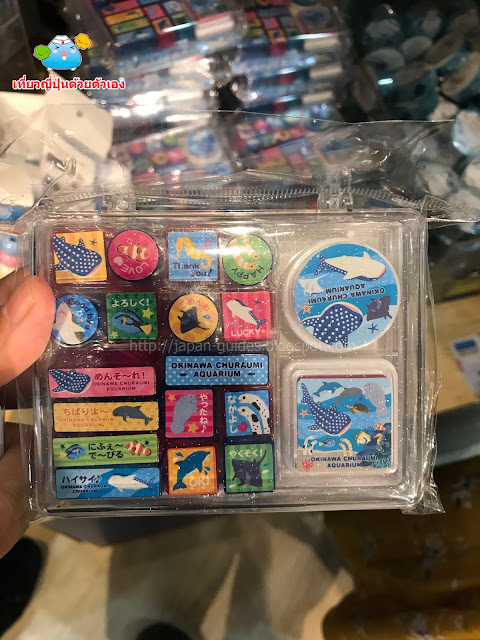 เที่ยวญี่ปุ่นด้วยตัวเอง
LOVE
Thank you!
HAPPY
OKINAWA CHURAUMI
AQUARIUM
よろしく!
LUCKY
http://japan-guides.blogspot.com
めんそ〜れ!
OKINAWA CHURAUMI
AQUARIUM
OKINAWA CHURAUMI
AQUARIUM
ちばりよ〜
やったね♪
なかよし
にふぇ〜
で〜びる
ハイサイ♪
OKINAWA CHURAUMI
AQUARIUM
OK!
やくそく!
OKINAWA CHURAUMI
AQUARIUM